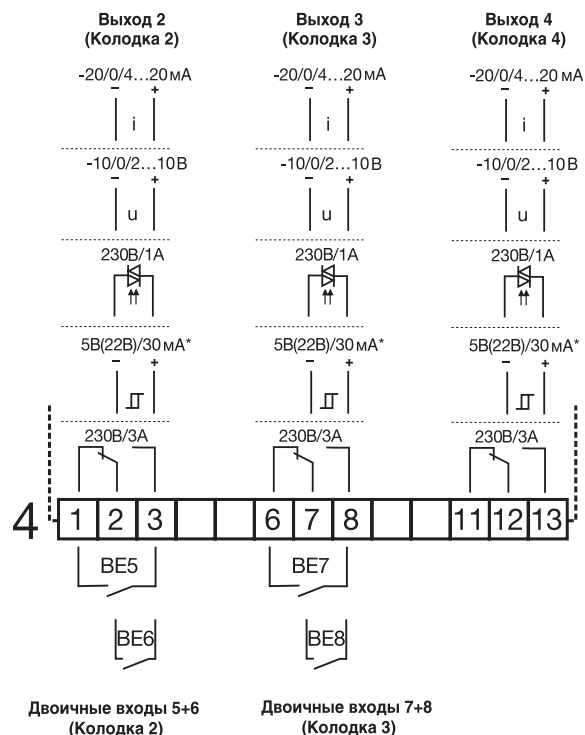 Выход 2 Выход 3 Выход 4
(Колодка 2) (Колодка 3) (Колодка 4)
-20/0/4...20 мА -20/0/4...20 мА -20/0/4...20 мА
− + − + − +
i i i
-10/0/2...10 В -10/0/2...10 В -10/0/2...10 В
− + − + − +
u u u
230В/1А 230В/1А 230В/1А
5В(22В)/30 мА* 5В(22В)/30 мА* 5В(22В)/30 мА*
− + − + − +
230В/3А 230В/3А 230В/3А
4 1 2 3 6 7 8 11 12 13
BE5 BE7
BE6 BE8
Двоичные входы 5+6 Двоичные входы 7+8
(Колодка 2) (Колодка 3)